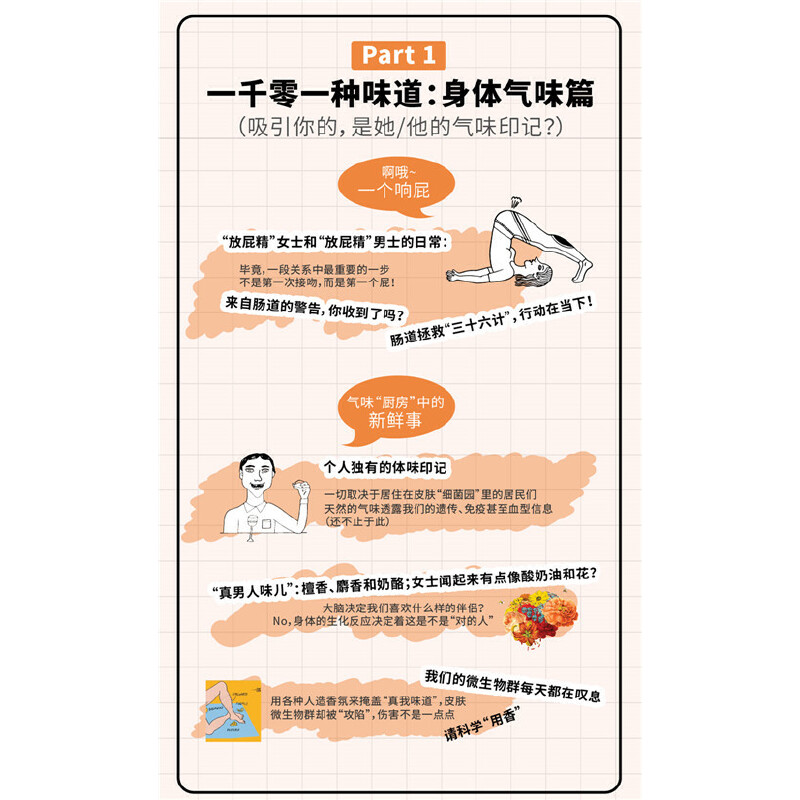 Part 1
一千零一种味道：身体气味篇
（吸引你的，是她/他的气味印记？）
啊哦~
一个响屁
“放屁精”女士和“放屁精”男士的日常：
毕竟，一段关系中最重要的一步
不是第一次接吻，而是第一个屁！
来自肠道的警告，你收到了吗？
肠道拯救“三十六计”，行动在当下！
气味“厨房”中的
新鲜事
个人独有的体味印记
一切取决于居住在皮肤“细菌园”里的居民们
天然的气味透露我们的遗传、免疫甚至血型信息
（还不止于此）
“真男人味儿”：檀香、麝香和奶酪；女士闻起来有点像酸奶油和花？
大脑决定我们喜欢什么样的伴侣？
No，身体的生化反应决定着这是不是“对的人”
我们的微生物群每天都在叹息
用各种人造香氛来掩盖“真我味道”，皮肤
微生物群却被“攻陷”，伤害不是一点点
请科学“用香”